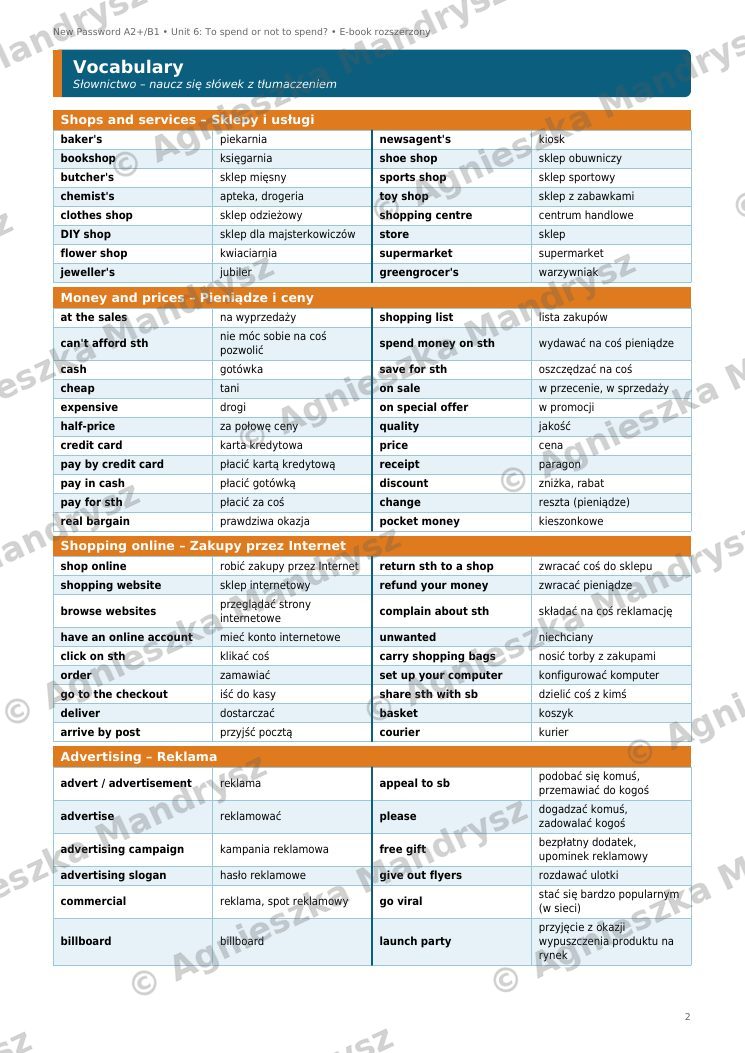 New Password A2+/B1 • Unit 6: To spend or not to spend? • E-book rozszerzony
Vocabulary
Słownictwo – naucz się słówek z tłumaczeniem
Shops and services – Sklepy i usługi
baker's piekarnia newsagent's kiosk
bookshop księgarnia shoe shop sklep obuwniczy
butcher's sklep mięsny sports shop sklep sportowy
chemist's apteka, drogeria toy shop sklep z zabawkami
clothes shop sklep odzieżowy shopping centre centrum handlowe
DIY shop sklep dla majsterkowiczów store sklep
flower shop kwiaciarnia supermarket supermarket
jeweller's jubiler greengrocer's warzywniak
Money and prices – Pieniądze i ceny
at the sales na wyprzedaży shopping list lista zakupów
can't afford sth nie móc sobie na coś
pozwolić spend money on sth wydawać na coś pieniądze
cash gotówka save for sth oszczędzać na coś
cheap tani on sale w przecenie, w sprzedaży
expensive drogi on special offer w promocji
half-price za połowę ceny quality jakość
credit card karta kredytowa price cena
pay by credit card płacić kartą kredytową receipt paragon
pay in cash płacić gotówką discount zniżka, rabat
pay for sth płacić za coś change reszta (pieniądze)
real bargain prawdziwa okazja pocket money kieszonkowe
Shopping online – Zakupy przez Internet
shop online robić zakupy przez Internet return sth to a shop zwracać coś do sklepu
shopping website sklep internetowy refund your money zwracać pieniądze
browse websites przeglądać strony
internetowe complain about sth składać na coś reklamację
have an online account mieć konto internetowe unwanted niechciany
click on sth klikać coś carry shopping bags nosić torby z zakupami
order zamawiać set up your computer konfigurować komputer
go to the checkout iść do kasy share sth with sb dzielić coś z kimś
deliver dostarczać basket koszyk
arrive by post przyjść pocztą courier kurier
Advertising – Reklama
advert / advertisement reklama appeal to sb podobać się komuś,
przemawiać do kogoś
advertise reklamować please dogadzać komuś,
zadowalać kogoś
advertising campaign kampania reklamowa free gift bezpłatny dodatek,
upominek reklamowy
advertising slogan hasło reklamowe give out flyers rozdawać ulotki
commercial reklama, spot reklamowy go viral stać się bardzo popularnym
(w sieci)
billboard billboard launch party przyjęcie z okazji
wypuszczenia produktu na
rynek
2
© Agnieszka Mandrysz